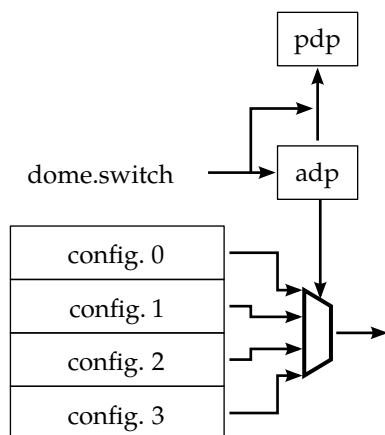 pdp
dome.switch
adp
config. 0
config. 1
config. 2
config. 3